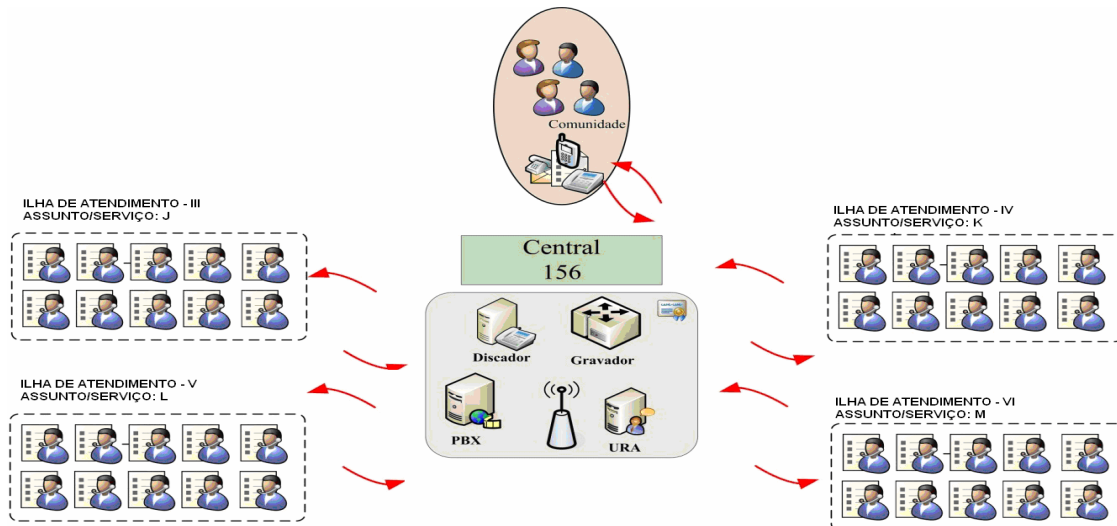 Comunidade
ILHA DE ATENDIMENTO - III
ASSUNTO/SERVIÇO: J
ILHA DE ATENDIMENTO - IV
ASSUNTO/SERVIÇO: K
Central
156
Discador
Gravador
ILHA DE ATENDIMENTO - V
ASSUNTO/SERVIÇO: L
ILHA DE ATENDIMENTO - VI
ASSUNTO/SERVIÇO: M
PBX
URA